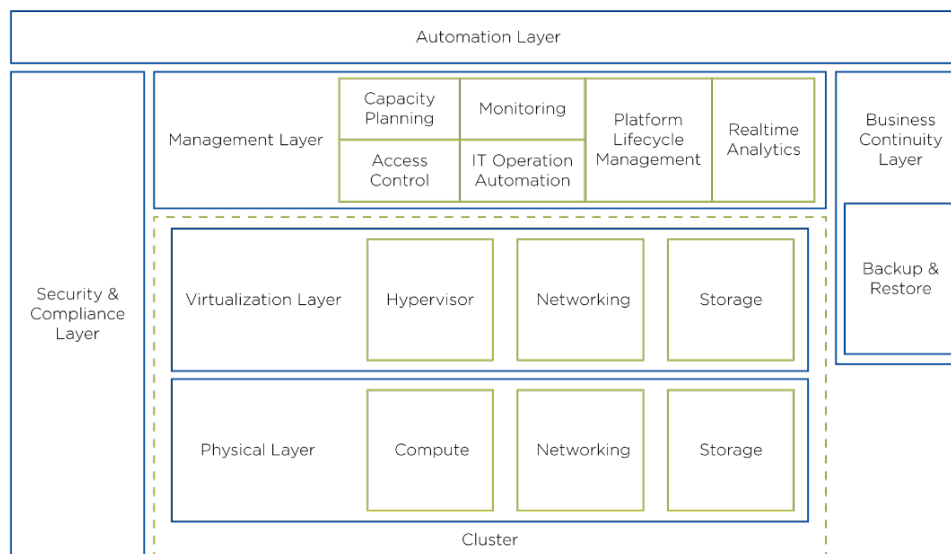 Automation Layer
Security &
Compliance
Layer
Management Layer
Capacity
Planning
Monitoring
Access
Control
IT Operation
Automation
Platform
Lifecycle
Management
Realtime
Analytics
Business
Continuity
Layer
Backup &
Restore
Virtualization Layer
Hypervisor
Networking
Storage
Physical Layer
Compute
Networking
Storage
Cluster